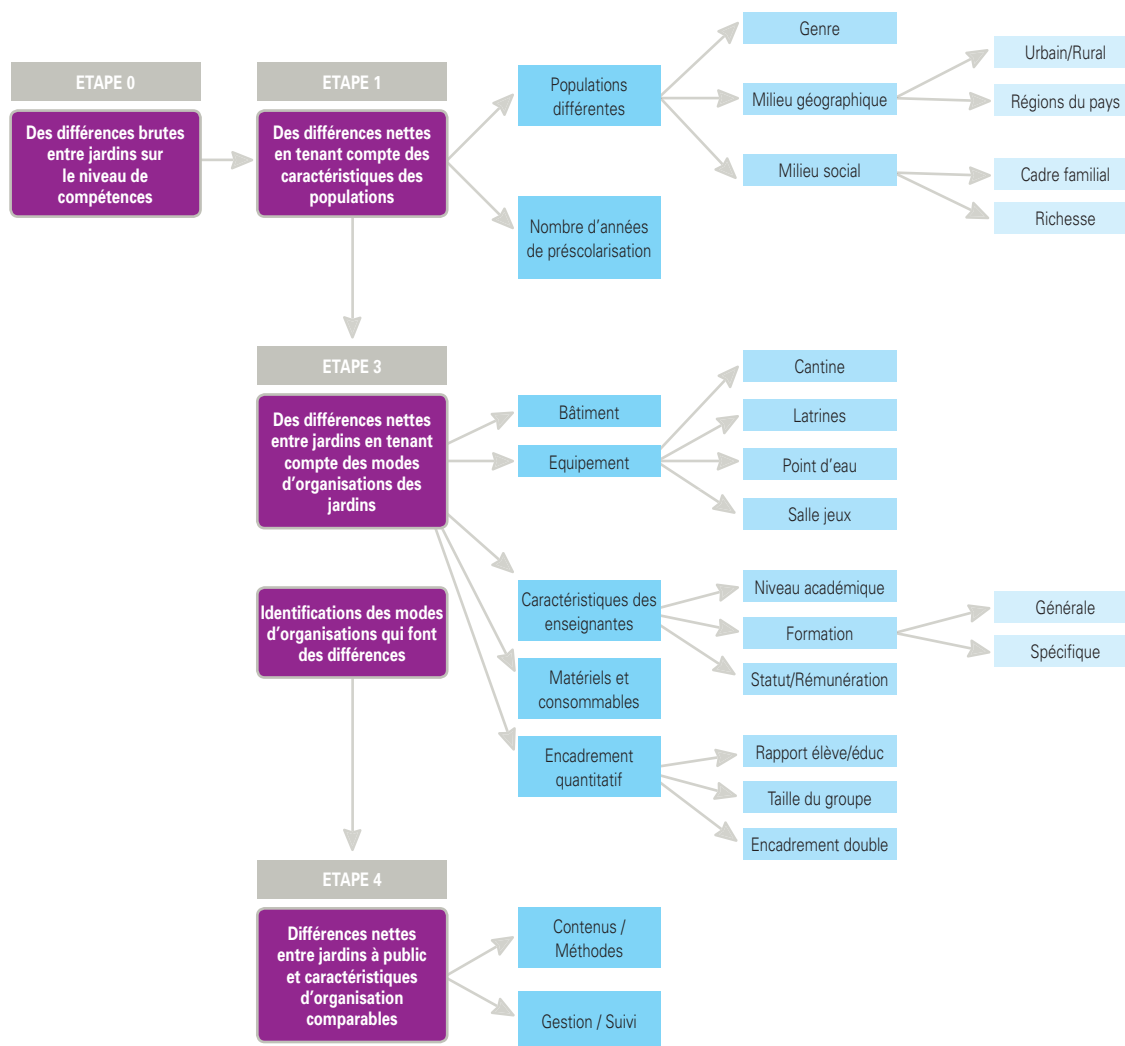 ETAPE 0
Des différences brutes
entre jardins sur
le niveau de
compétences
ETAPE 1
Des différences nettes
en tenant compte des
caractéristiques des
populations
Populations
différentes
Nombre d'années
de préscolarisation
Genre
Milieu géographique
Milieu social
Urbain/Rural
Régions du pays
Cadre familial
Richesse
ETAPE 3
Des différences nettes
entre jardins en tenant
compte des modes
d'organisations des
jardins
Bâtiment
Equipement
Cantine
Latrines
Point d'eau
Salle jeux
Identifications des modes
d'organisations qui font
des différences
Caractéristiques des
enseignantes
Matériels et
consommables
Encadrement
quantitatif
Niveau académique
Formation
Statut/Rémunération
Générale
Spécifique
Rapport élève/éduc
Taille du groupe
Encadrement double
ETAPE 4
Différences nettes
entre jardins à public
et caractéristiques
d'organisation
comparables
Contenus /
Méthodes
Gestion / Suivi